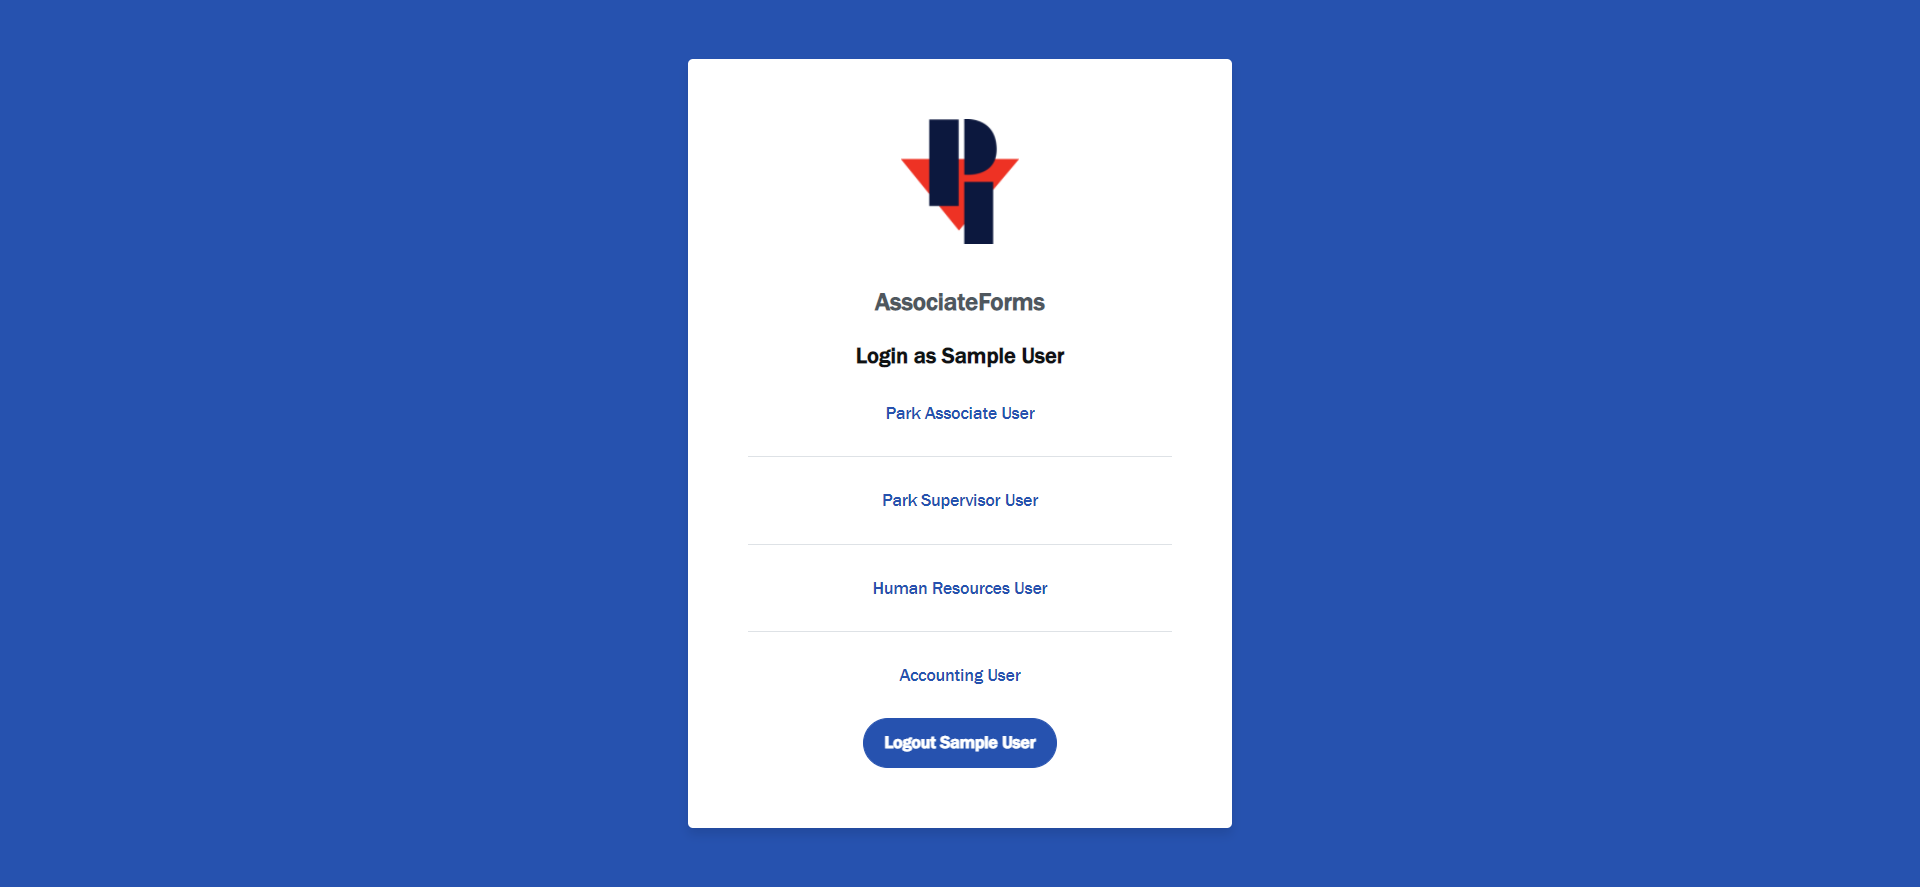 AssociateForms
Login as Sample User
Park Associate User
Park Supervisor User
Human Resources User
Accounting User
Logout Sample User